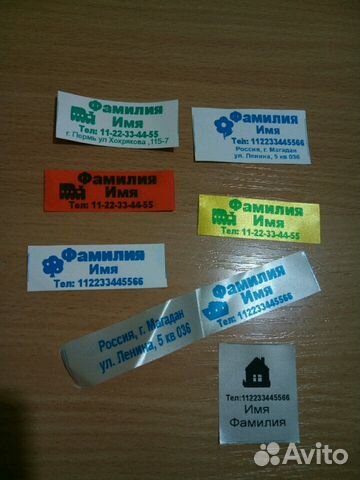 Фамилия
Имя
Тел: 11-22-33-44-55
г. Пермь ул Хохрякова ,115-7
Фамилия
Имя
Тел: 112233445566
Россия, г. Магадан
ул. Ленина, 5 кв 036
Фамилия
Имя
Тел: 11-22-33-44-55
Фамилия
Имя
Тел: 11-22-33-44-55
Фамилия
Имя
Тел: 112233445566
Россия, г. Магадан
ул. Ленина, 5 кв 036
Фамилия
Имя
Тел: 112233445566
Тел:112233445566
Имя
Фамилия
Avito